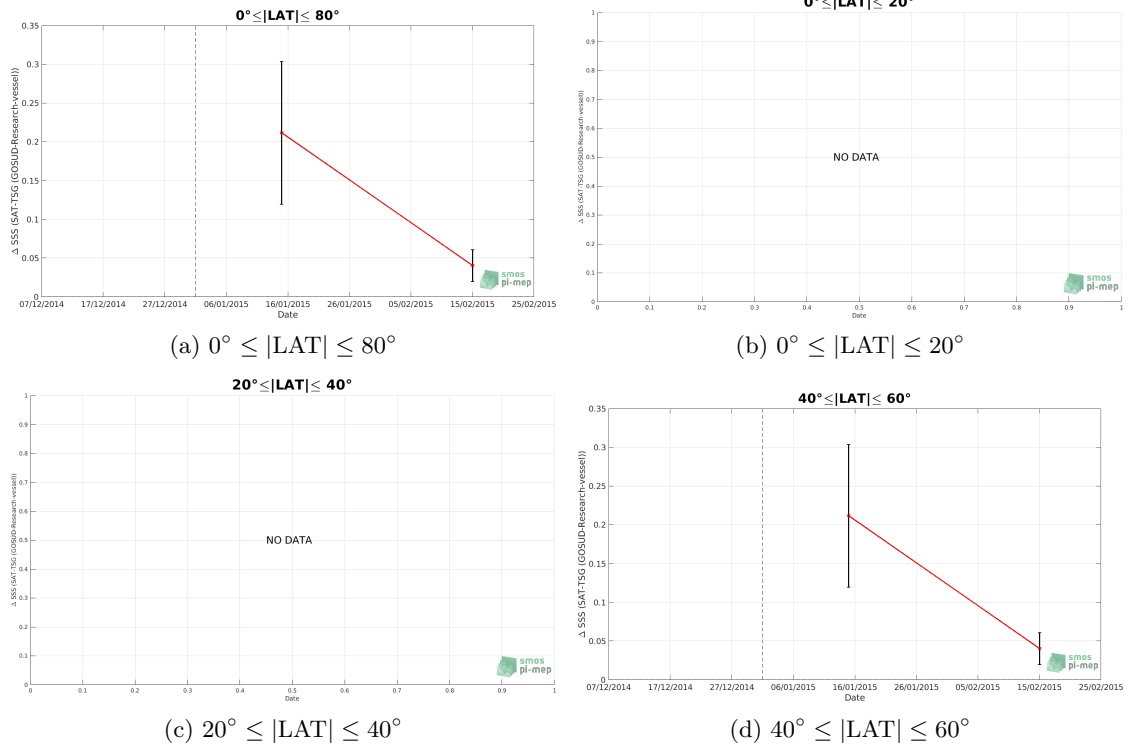 0°≤|LAT|≤ 80°
0.35
0.3
0.25
0.2
0.15
0.1
0.05
0
Δ SSS (SAT-TSG (GOSUD-Research-vessel))
07/12/2014 17/12/2014 27/12/2014 06/01/2015 16/01/2015 26/01/2015 05/02/2015 15/02/2015 25/02/2015
Date
smos
pi-mep
(a) 0° ≤ |LAT| ≤ 80°
0°≤|LAT|≤ 20°
1
0.9
0.8
0.7
0.6
0.5
0.4
0.3
0.2
0.1
0
Δ SSS (SAT-TSG (GOSUD-Research-vessel))
NO DATA
0 0.1 0.2 0.3 0.4 0.5 0.6 0.7 0.8 0.9 1
Date
smos
pi-mep
(b) 0° ≤ |LAT| ≤ 20°
20°≤|LAT|≤ 40°
1
0.9
0.8
0.7
0.6
0.5
0.4
0.3
0.2
0.1
0
Δ SSS (SAT-TSG (GOSUD-Research-vessel))
NO DATA
0 0.1 0.2 0.3 0.4 0.5 0.6 0.7 0.8 0.9 1
Date
smos
pi-mep
(c) 20° ≤ |LAT| ≤ 40°
40°≤|LAT|≤ 60°
0.35
0.3
0.25
0.2
0.15
0.1
0.05
0
Δ SSS (SAT-TSG (GOSUD-Research-vessel))
07/12/2014 17/12/2014 27/12/2014 06/01/2015 16/01/2015 26/01/2015 05/02/2015 15/02/2015 25/02/2015
Date
smos
pi-mep
(d) 40° ≤ |LAT| ≤ 60°